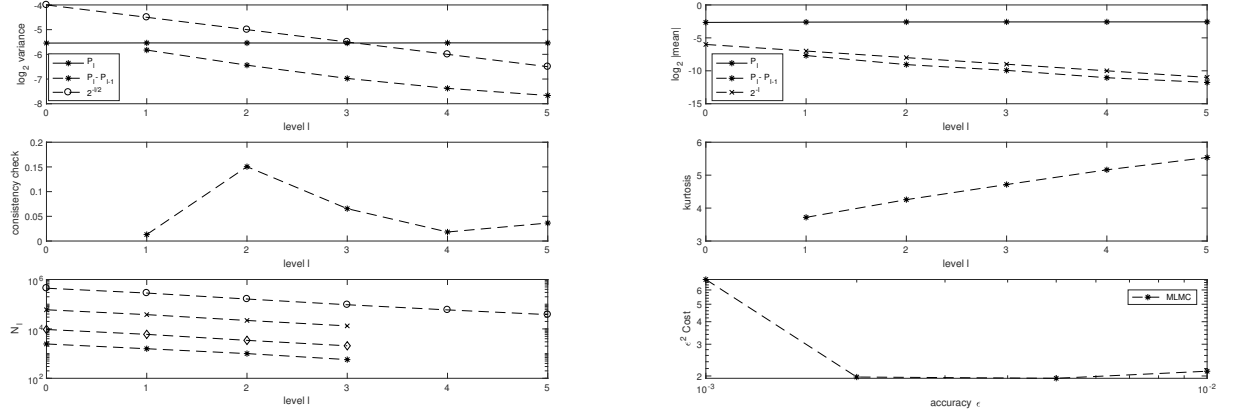 -4
-5
-6
-7
-8
log₂ variance
P_l
P_l - P_{l-1}
2^{-l/2}
0 1 2 3 4 5
level l
0
-5
-10
-15
log₂ |mean|
P_l
P_l - P_{l-1}
2^{-l}
0 1 2 3 4 5
level l
0.2
0.15
0.1
0.05
0
consistency check
0 1 2 3 4 5
level l
6
5
4
3
kurtosis
0 1 2 3 4 5
level l
10^6
10^4
10^2
N_l
0 1 2 3 4 5
level l
6
5
4
3
2
ϵ² Cost
MLMC
10^{-3} 10^{-2}
accuracy ϵ